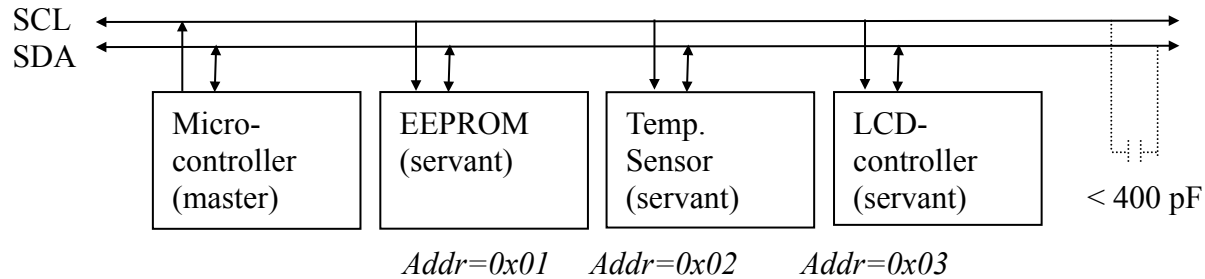 SCL
SDA
Micro-
controller
(master)
EEPROM
(servant)
Temp.
Sensor
(servant)
LCD-
controller
(servant)
< 400 pF
Addr=0x01
Addr=0x02
Addr=0x03